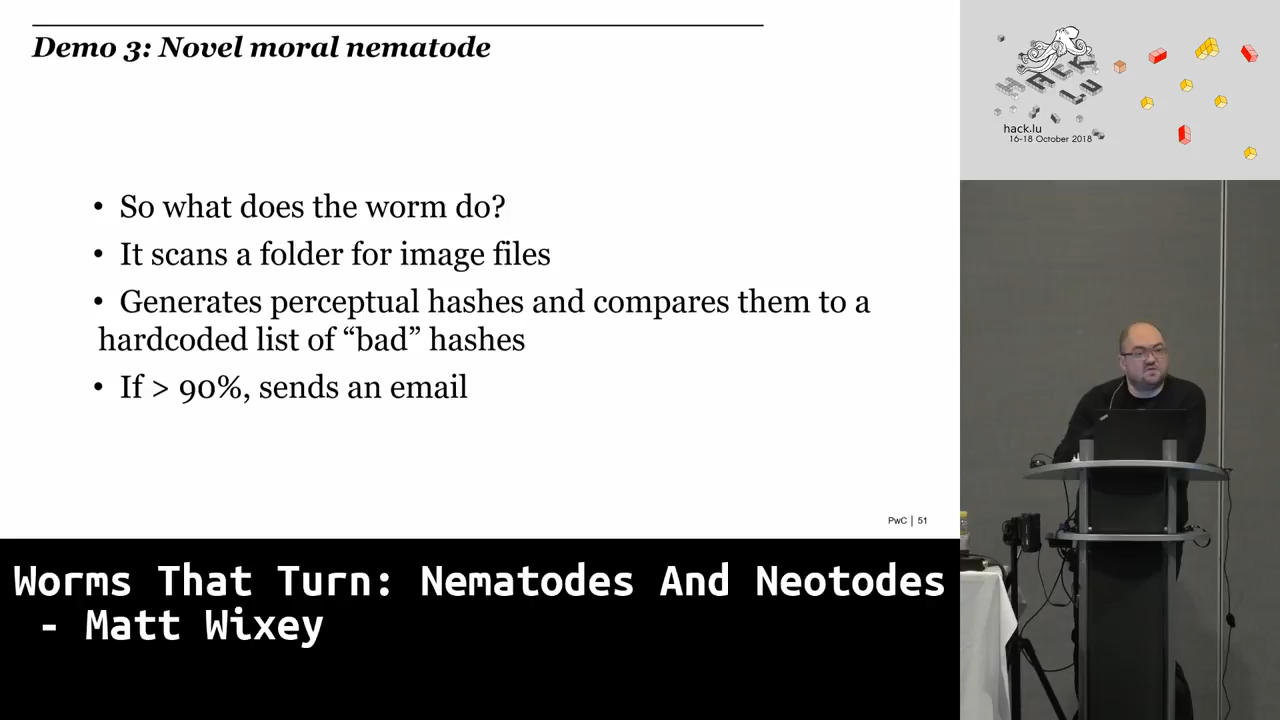 Demo 3: Novel moral nematode
• So what does the worm do?
• It scans a folder for image files
• Generates perceptual hashes and compares them to a
hardcoded list of “bad” hashes
• If > 90%, sends an email
PwC | 51
HACK
LU
hack.lu
16-18 October 2018
Worms That Turn: Nematodes And Neotodes
- Matt Wixey